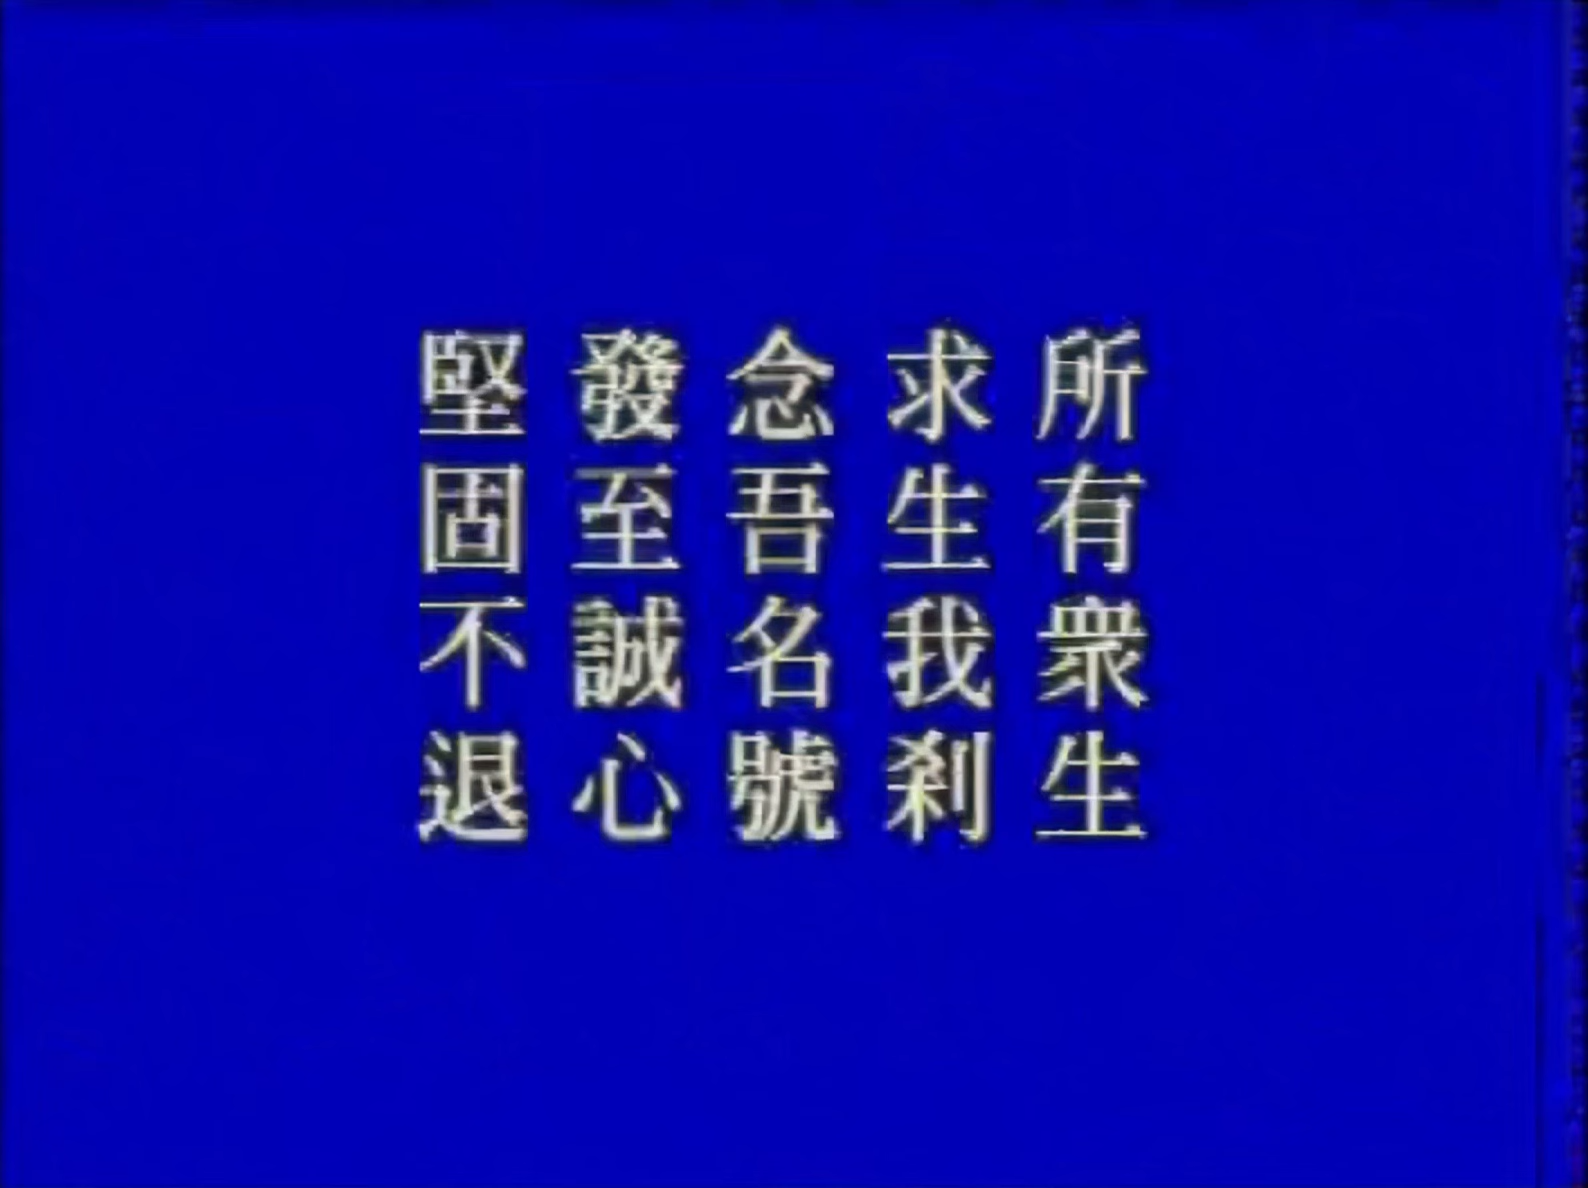 所有眾生
求生我剎
念吾名號
發至誠心
堅固不退